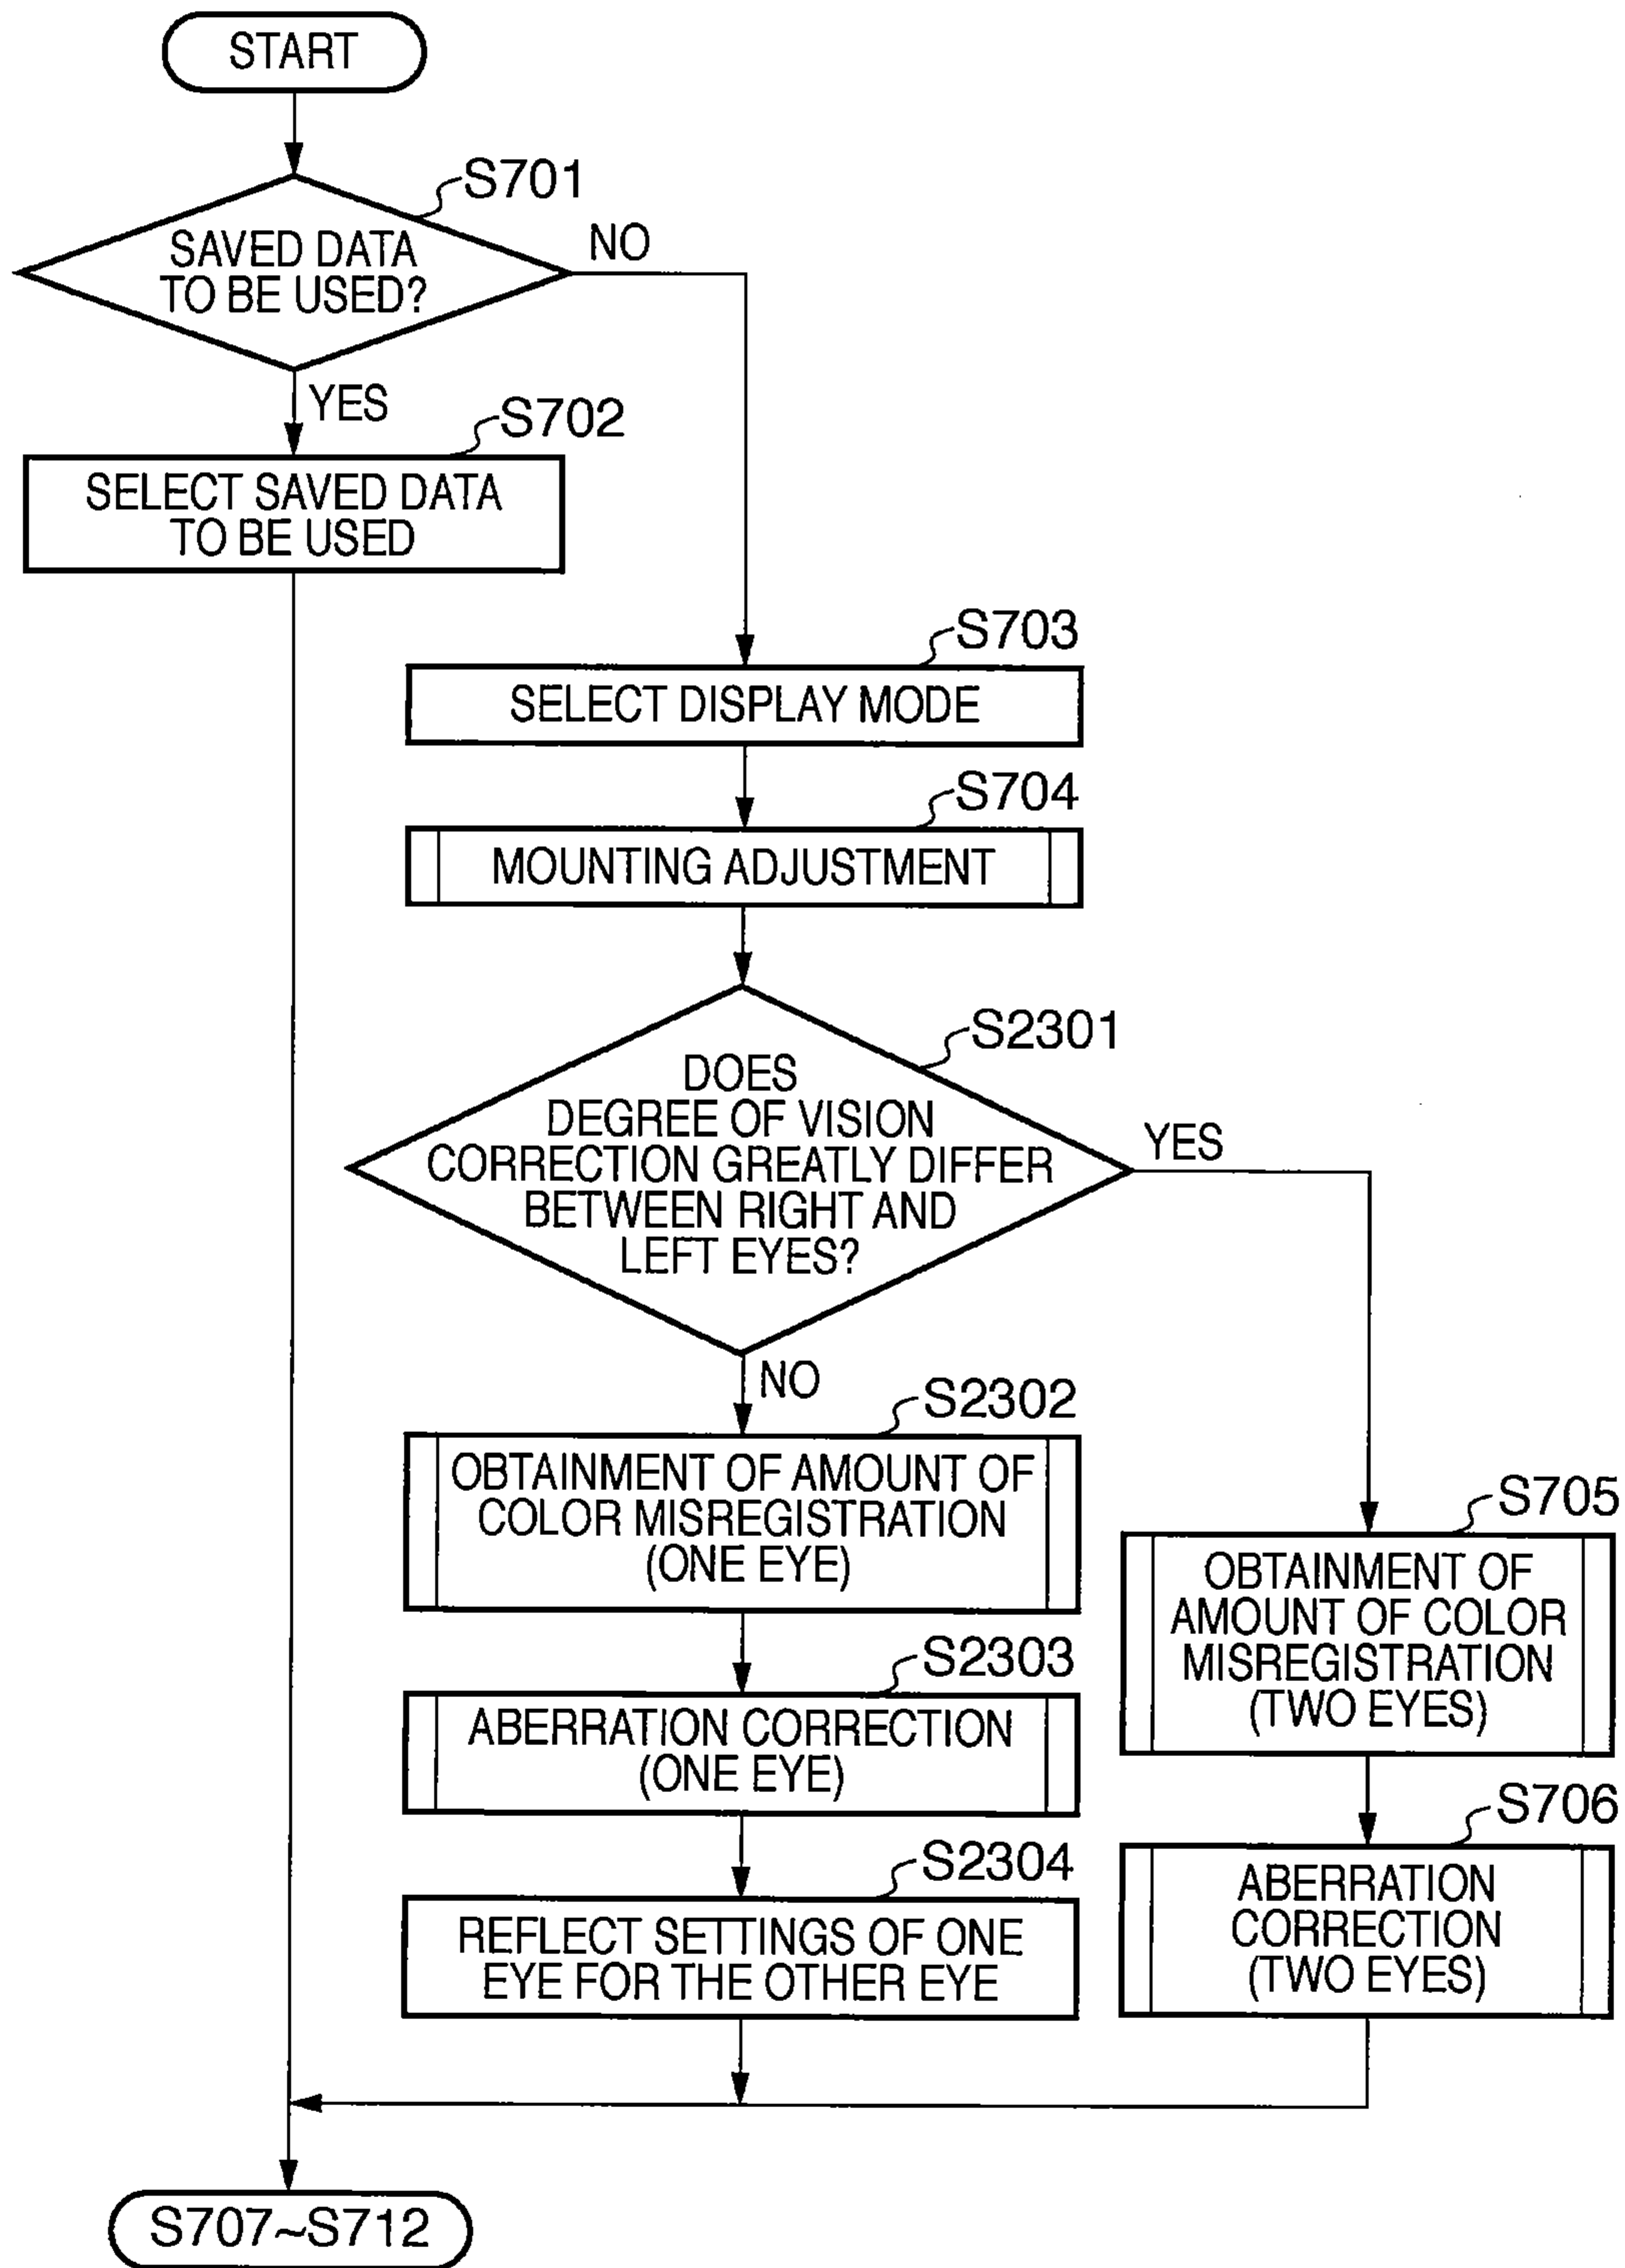 START
S701
SAVED DATA
TO BE USED?
NO
YES
S702
SELECT SAVED DATA
TO BE USED
S703
SELECT DISPLAY MODE
S704
MOUNTING ADJUSTMENT
S2301
DOES
DEGREE OF VISION
CORRECTION GREATLY DIFFER
BETWEEN RIGHT AND
LEFT EYES?
YES
NO
S2302
OBTAINMENT OF AMOUNT OF
COLOR MISREGISTRATION
(ONE EYE)
S2303
ABERRATION CORRECTION
(ONE EYE)
S2304
REFLECT SETTINGS OF ONE
EYE FOR THE OTHER EYE
S705
OBTAINMENT OF
AMOUNT OF COLOR
MISREGISTRATION
(TWO EYES)
S706
ABERRATION
CORRECTION
(TWO EYES)
S707~S712